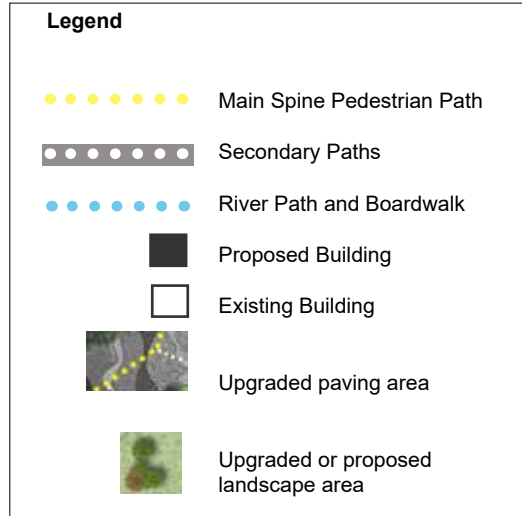 Legend
Main Spine Pedestrian Path
Secondary Paths
River Path and Boardwalk
Proposed Building
Existing Building
Upgraded paving area
Upgraded or proposed
landscape area